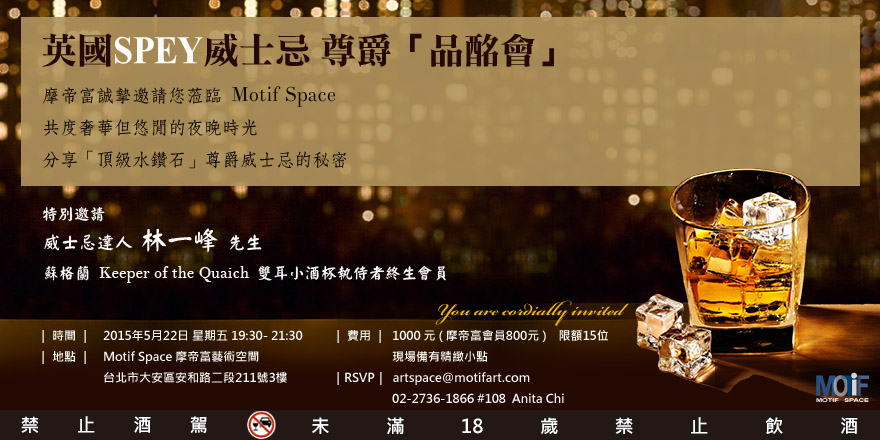 英國SPEY威士忌 尊爵「品酩會」
摩帝富誠摯邀請您蒞臨 Motif Space
共度奢華但悠閒的夜晚時光
分享「頂級水鑽石」尊爵威士忌的秘密
特別邀請
威士忌達人 林一峰 先生
蘇格蘭 Keeper of the Quaich 雙耳小酒杯執侍者終生會員
You are cordially invited
| 時間 | 2015年5月22日 星期五 19:30- 21:30
| 地點 | Motif Space 摩帝富藝術空間
台北市大安區安和路二段211號3樓
| 費用 | 1000 元 ( 摩帝富會員800元 ) 限額15位
現場備有精緻小點
| RSVP | artspace@motifart.com
02-2736-1866 #108 Anita Chi
MOiF
MOTIF SPACE
禁止酒駕 未滿18歲禁止飲酒